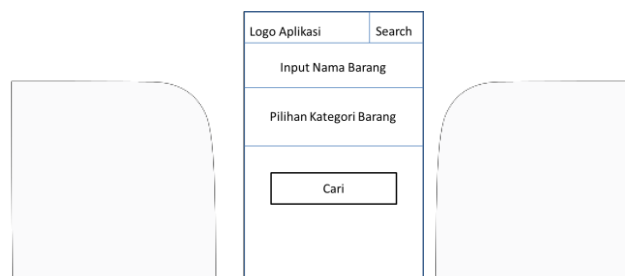 Logo Aplikasi
Search
Input Nama Barang
Pilihan Kategori Barang
Cari